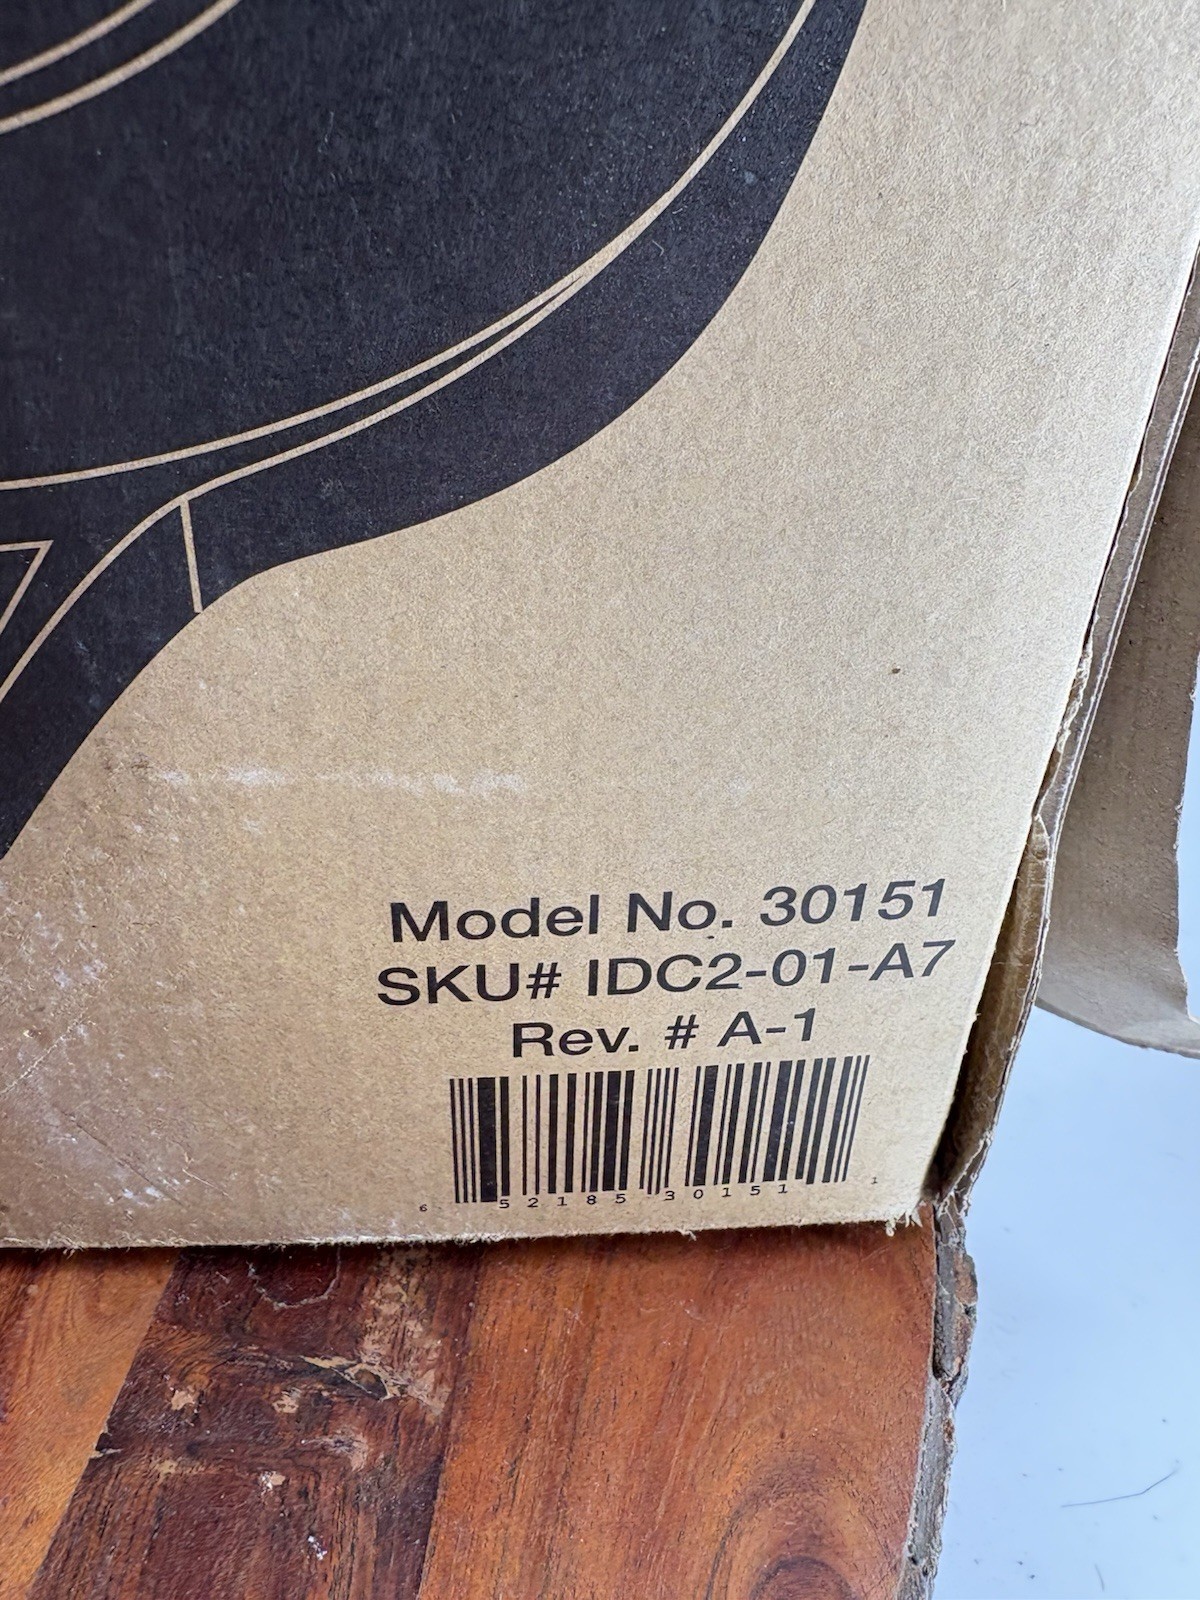 Model No. 30151
SKU# IDC2-01-A7
Rev. # A-1
6 52185 30151 1